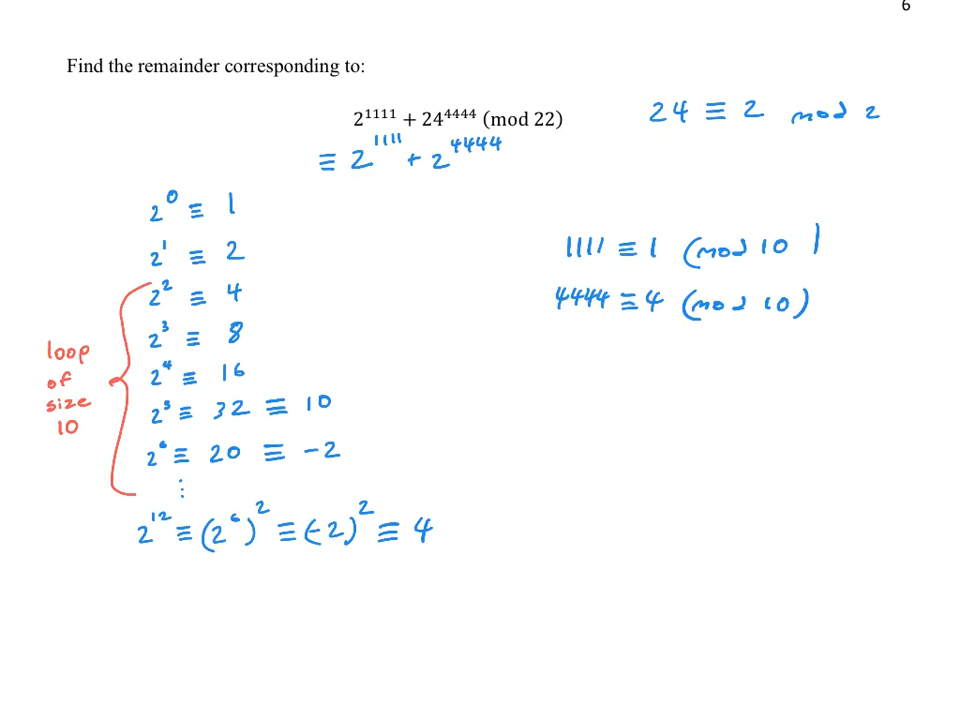 6
Find the remainder corresponding to:
2^1111 + 24^4444 (mod 22)
24 ≡ 2 mod 2
≡ 2^1111 + 2^4444
2^0 ≡ 1
2^1 ≡ 2
1111 ≡ 1 (mod 10)
2^2 ≡ 4
4444 ≡ 4 (mod 10)
2^3 ≡ 8
loop
of
size
10
2^4 ≡ 16
2^5 ≡ 32 ≡ 10
2^6 ≡ 20 ≡ -2
⋮
2^12 ≡ (2^6)^2 ≡ (-2)^2 ≡ 4